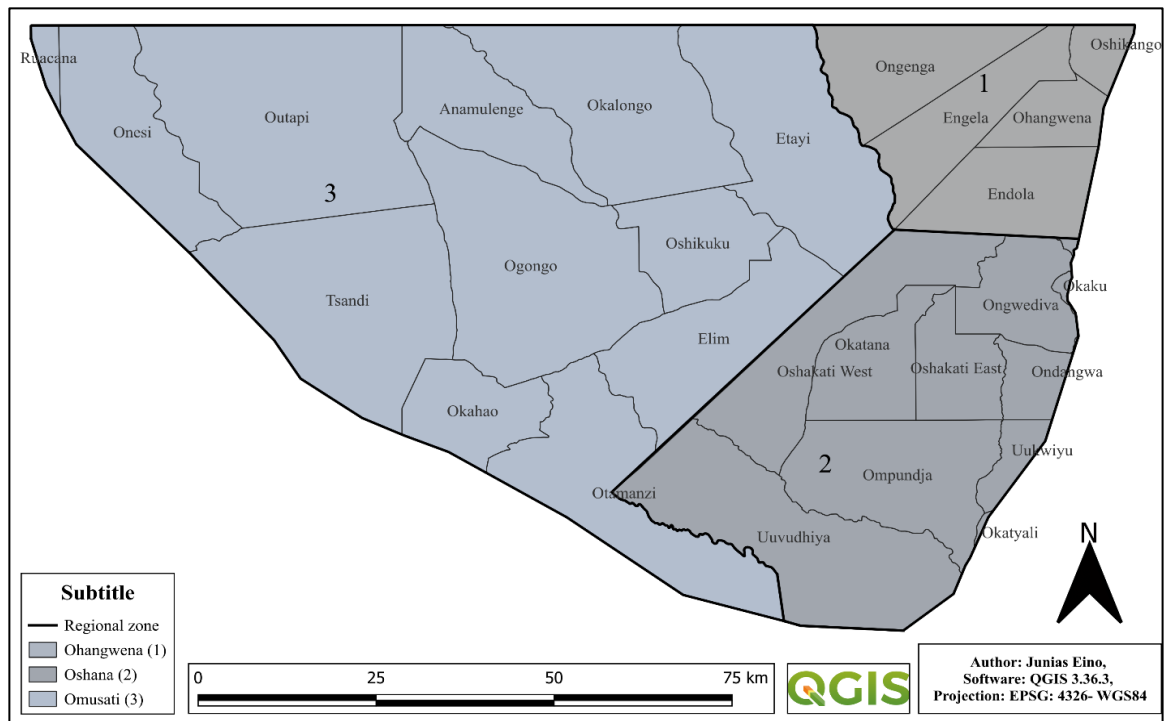 Ruacana
Onesi
Outapi
3
Anamulenge
Okalongo
Etayi
Ongenga
1
Oshikango
Engela
Ohangwena
Endola
Tsandi
Ogongo
Oshikuku
Elim
Okahao
Otamanzi
Okaku
Ongwediva
Okatana
Oshakati West
Oshakati East
Ondangwa
2
Ompundja
Uukwiyu
Uuvudhiya
Okatyali
N
Subtitle
Regional zone
Ohangwena (1)
Oshana (2)
Omusati (3)
0 25 50 75 km
QGIS
Author: Junias Eino,
Software: QGIS 3.36.3,
Projection: EPSG: 4326- WGS84